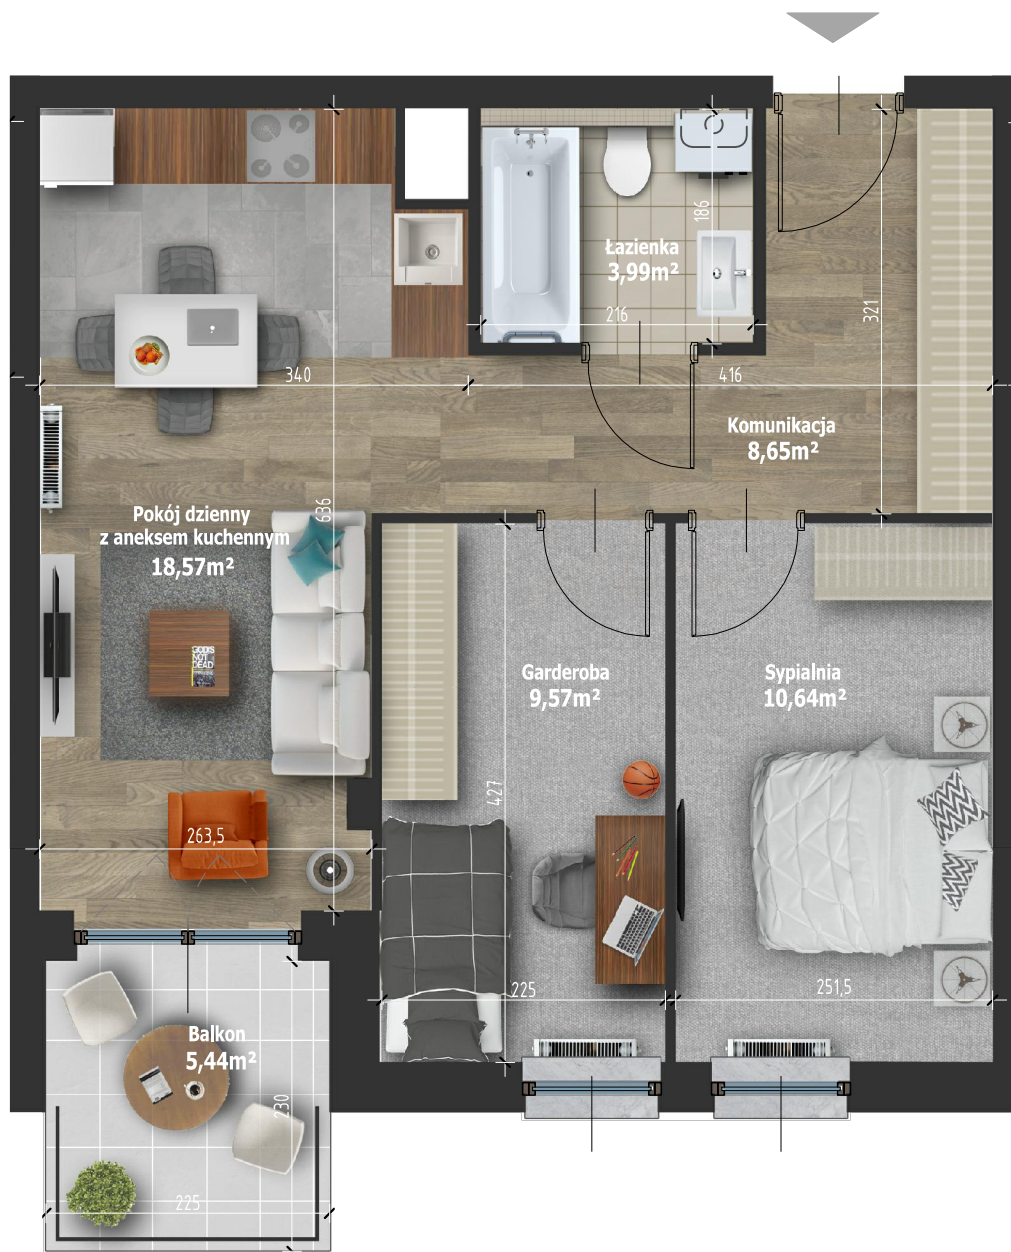 186
Łazienka
3,99m²
216
321
340
416
Komunikacja
8,65m²
636
Pokój dzienny
z aneksem kuchennym
18,57m²
GOD'S
NOT
DEAD
Garderoba
9,57m²
Sypialnia
10,64m²
427
263,5
225
251,5
Balkon
5,44m²
230
225